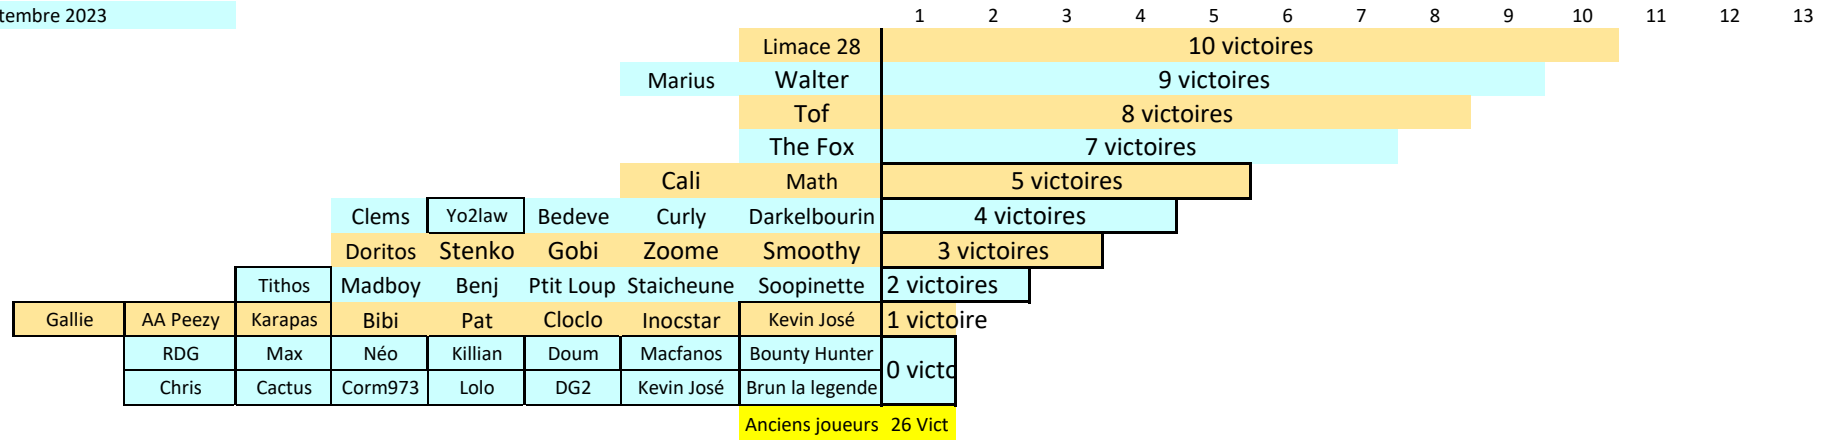 tembre 2023 1 2 3 4 5 6 7 8 9 10 11 12 13
Limace 28 10 victoires
Marius Walter 9 victoires
Tof 8 victoires
The Fox 7 victoires
Cali Math 5 victoires
Clems Yo2law Bedeve Curly Darkelbourin 4 victoires
Doritos Stenko Gobi Zoome Smoothy 3 victoires
Tithos Madboy Benj Ptit Loup Staicheune Soopinette 2 victoires
Gallie AA Peezy Karapas Bibi Pat Cloclo Inocstar Kevin José 1 victoire
RDG Max Néo Killian Doum Macfanos Bounty Hunter
0 victo
Chris Cactus Corm973 Lolo DG2 Kevin José Brun la legende
Anciens joueurs 26 Vict